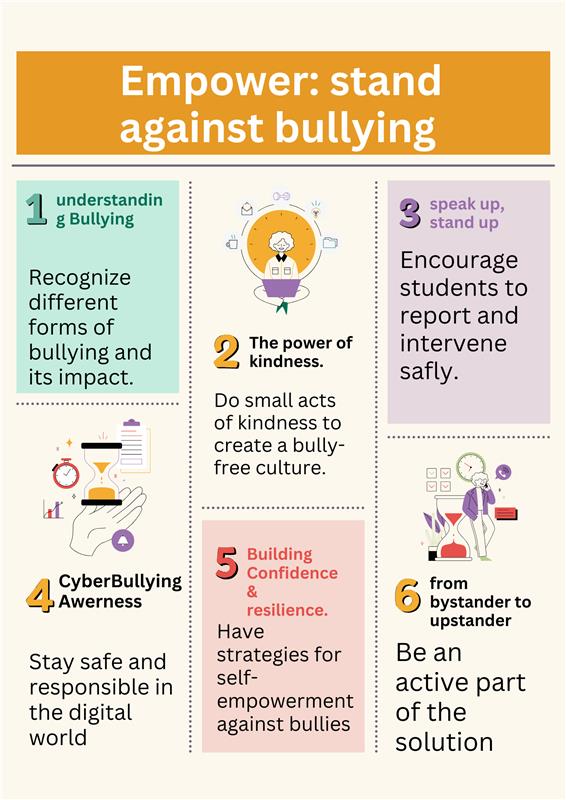 Empower: stand
against bullying
1 understandin
g Bullying
Recognize
different
forms of
bullying and
its impact.
2 The power of
kindness.
Do small acts
of kindness to
create a bully-
free culture.
3 speak up,
stand up
Encourage
students to
report and
intervene
safly.
4 CyberBullying
Awerness
Stay safe and
responsible in
the digital
world
5 Building
Confidence
&
resilience.
Have
strategies for
self-
empowerment
against bullies
6 from
bystander to
upstander
Be an
active part
of the
solution